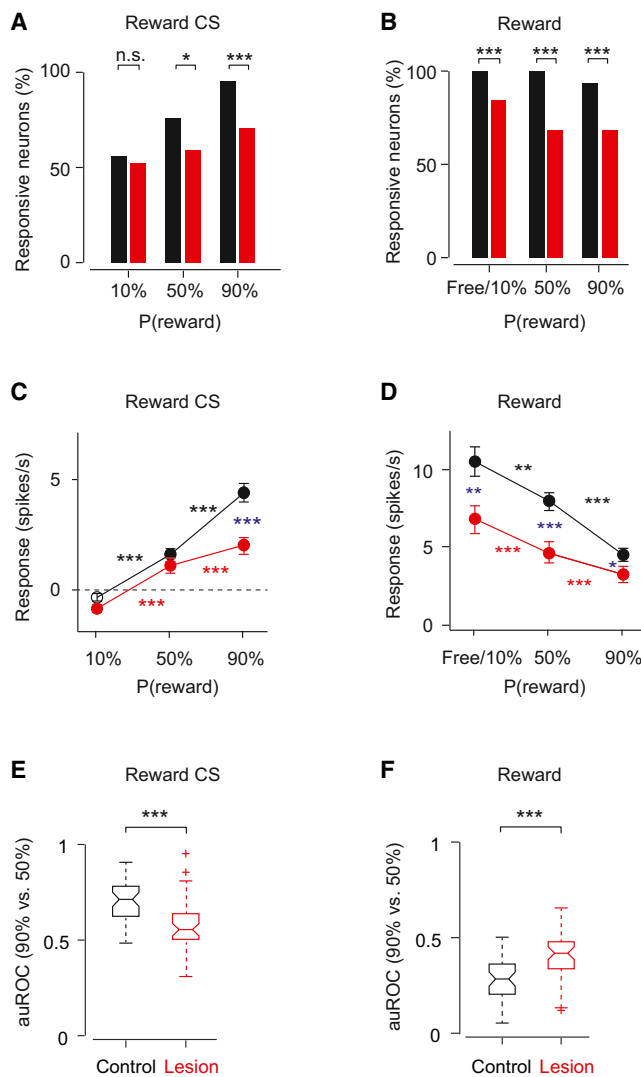 A
Reward CS
n.s.
*
***
100
50
0
Responsive neurons (%)
10%
50%
90%
P(reward)
B
Reward
***
***
***
100
50
0
Responsive neurons (%)
Free/10%
50%
90%
P(reward)
C
Reward CS
5
0
Response (spikes/s)
***
***
***
***
***
10%
50%
90%
P(reward)
D
Reward
10
5
0
Response (spikes/s)
**
***
**
***
*
***
***
Free/10%
50%
90%
P(reward)
E
Reward CS
***
1
0.5
0
auROC (90% vs. 50%)
Control Lesion
F
Reward
***
1
0.5
0
auROC (90% vs. 50%)
Control Lesion